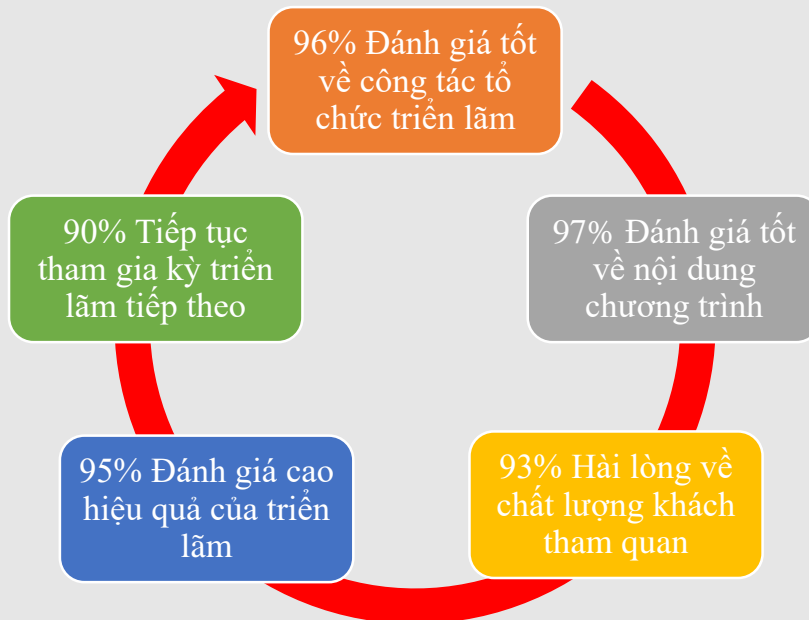 96% Đánh giá tốt
về công tác tổ
chức triển lãm
97% Đánh giá tốt
về nội dung
chương trình
93% Hài lòng về
chất lượng khách
tham quan
95% Đánh giá cao
hiệu quả của triển
lãm
90% Tiếp tục
tham gia kỳ triển
lãm tiếp theo